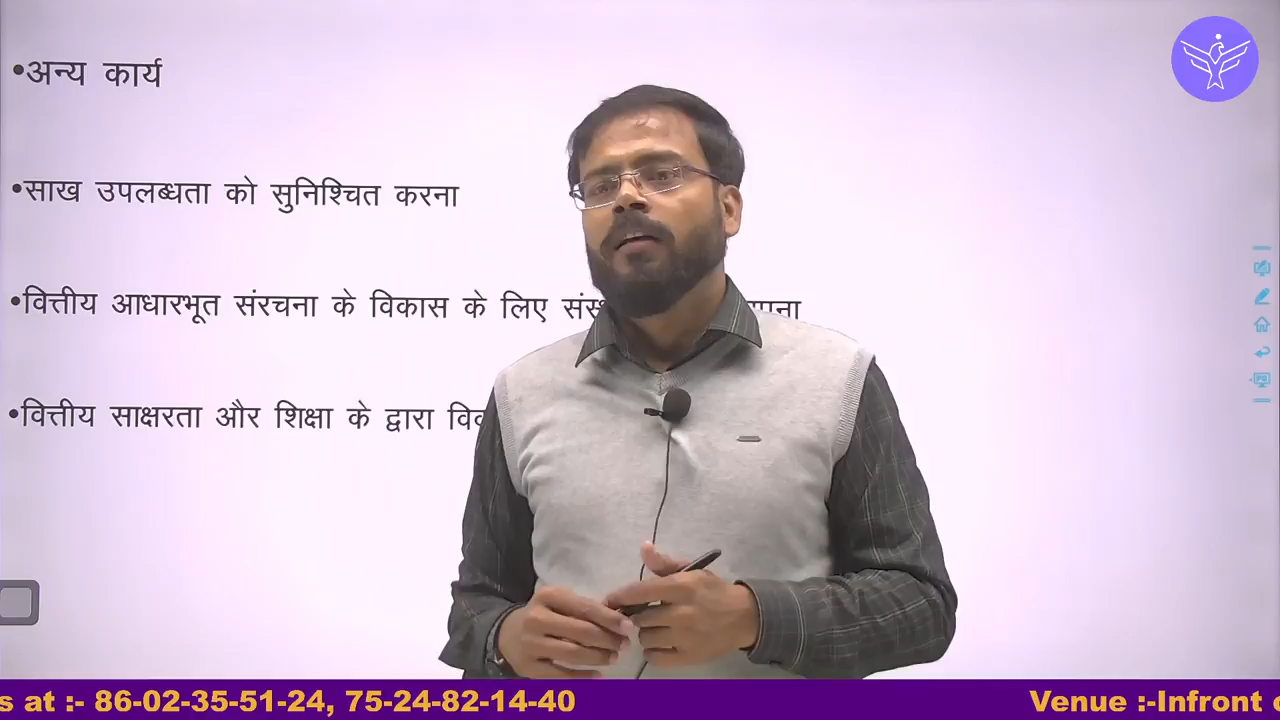 •अन्य कार्य
•साख उपलब्धता को सुनिश्चित करना
•वित्तीय आधारभूत संरचना के विकास के लिए
•वित्तीय साक्षरता और शिक्षा के द्वारा
s at :- 86-02-35-51-24, 75-24-82-14-40 Venue :-Infront